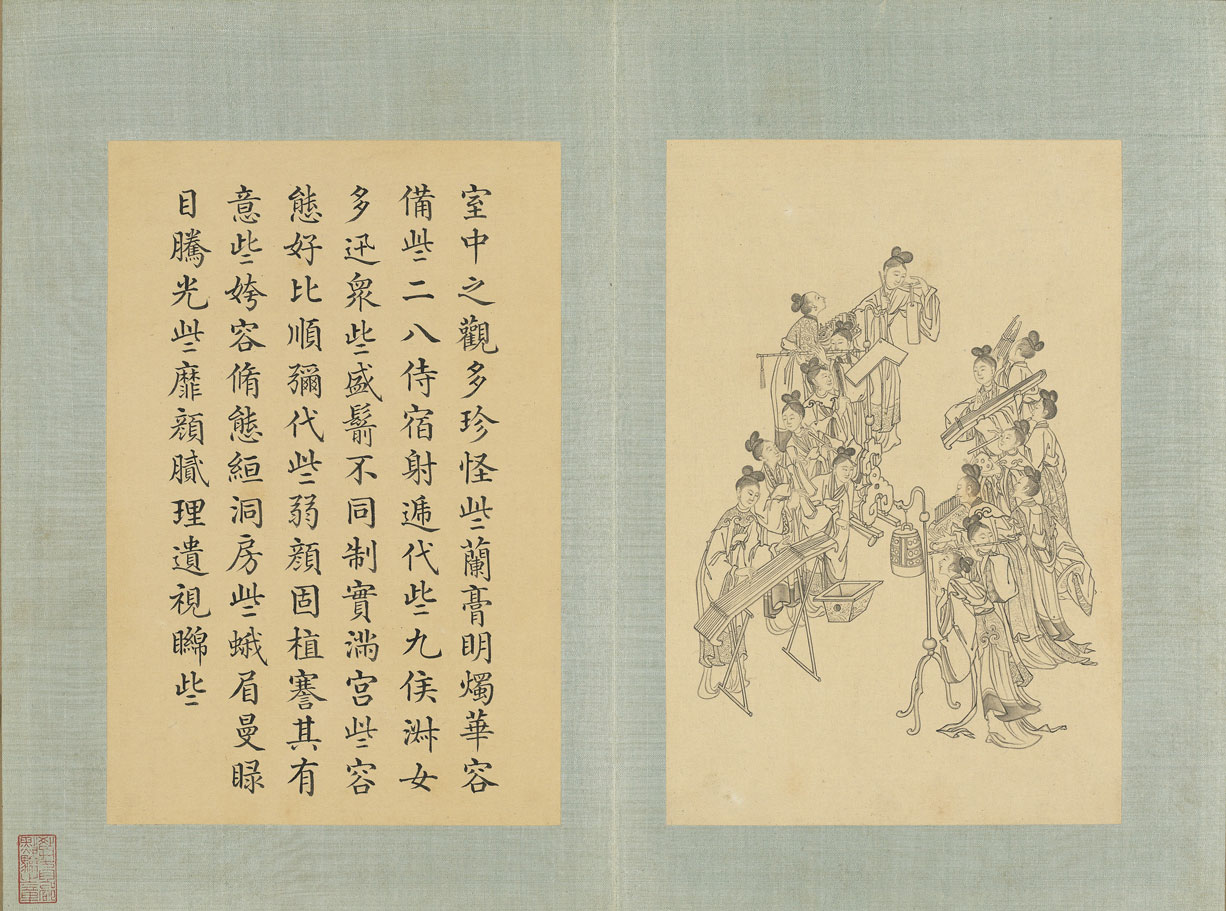 室中之觀多珍怪些蘭膏明燭華容
備些二八侍宿射遞代些九侯淑女
多迅眾些盛鬋不同制實滿宮些容
態好比順彌代些弱顏固植謇其有
意些姱容脩態絙洞房些蛾眉曼睩
目騰光些靡顏膩理遺視矊些